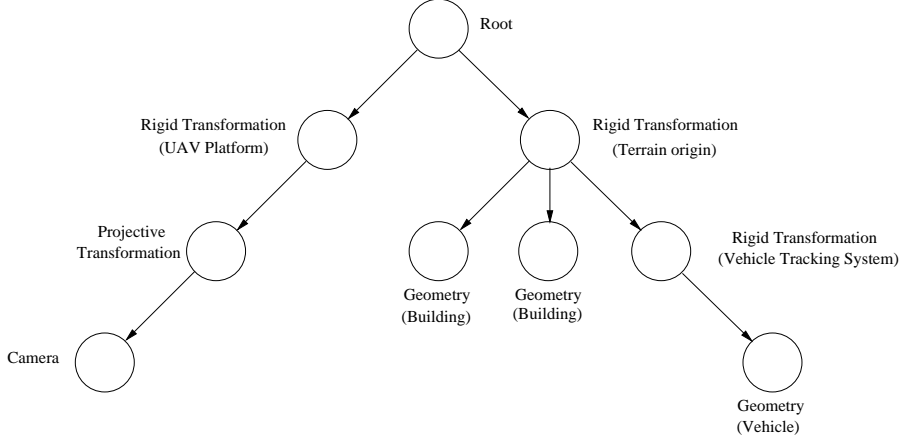 Root
Rigid Transformation
(UAV Platform)
Rigid Transformation
(Terrain origin)
Projective
Transformation
Rigid Transformation
(Vehicle Tracking System)
Geometry
(Building)
Geometry
(Building)
Camera
Geometry
(Vehicle)